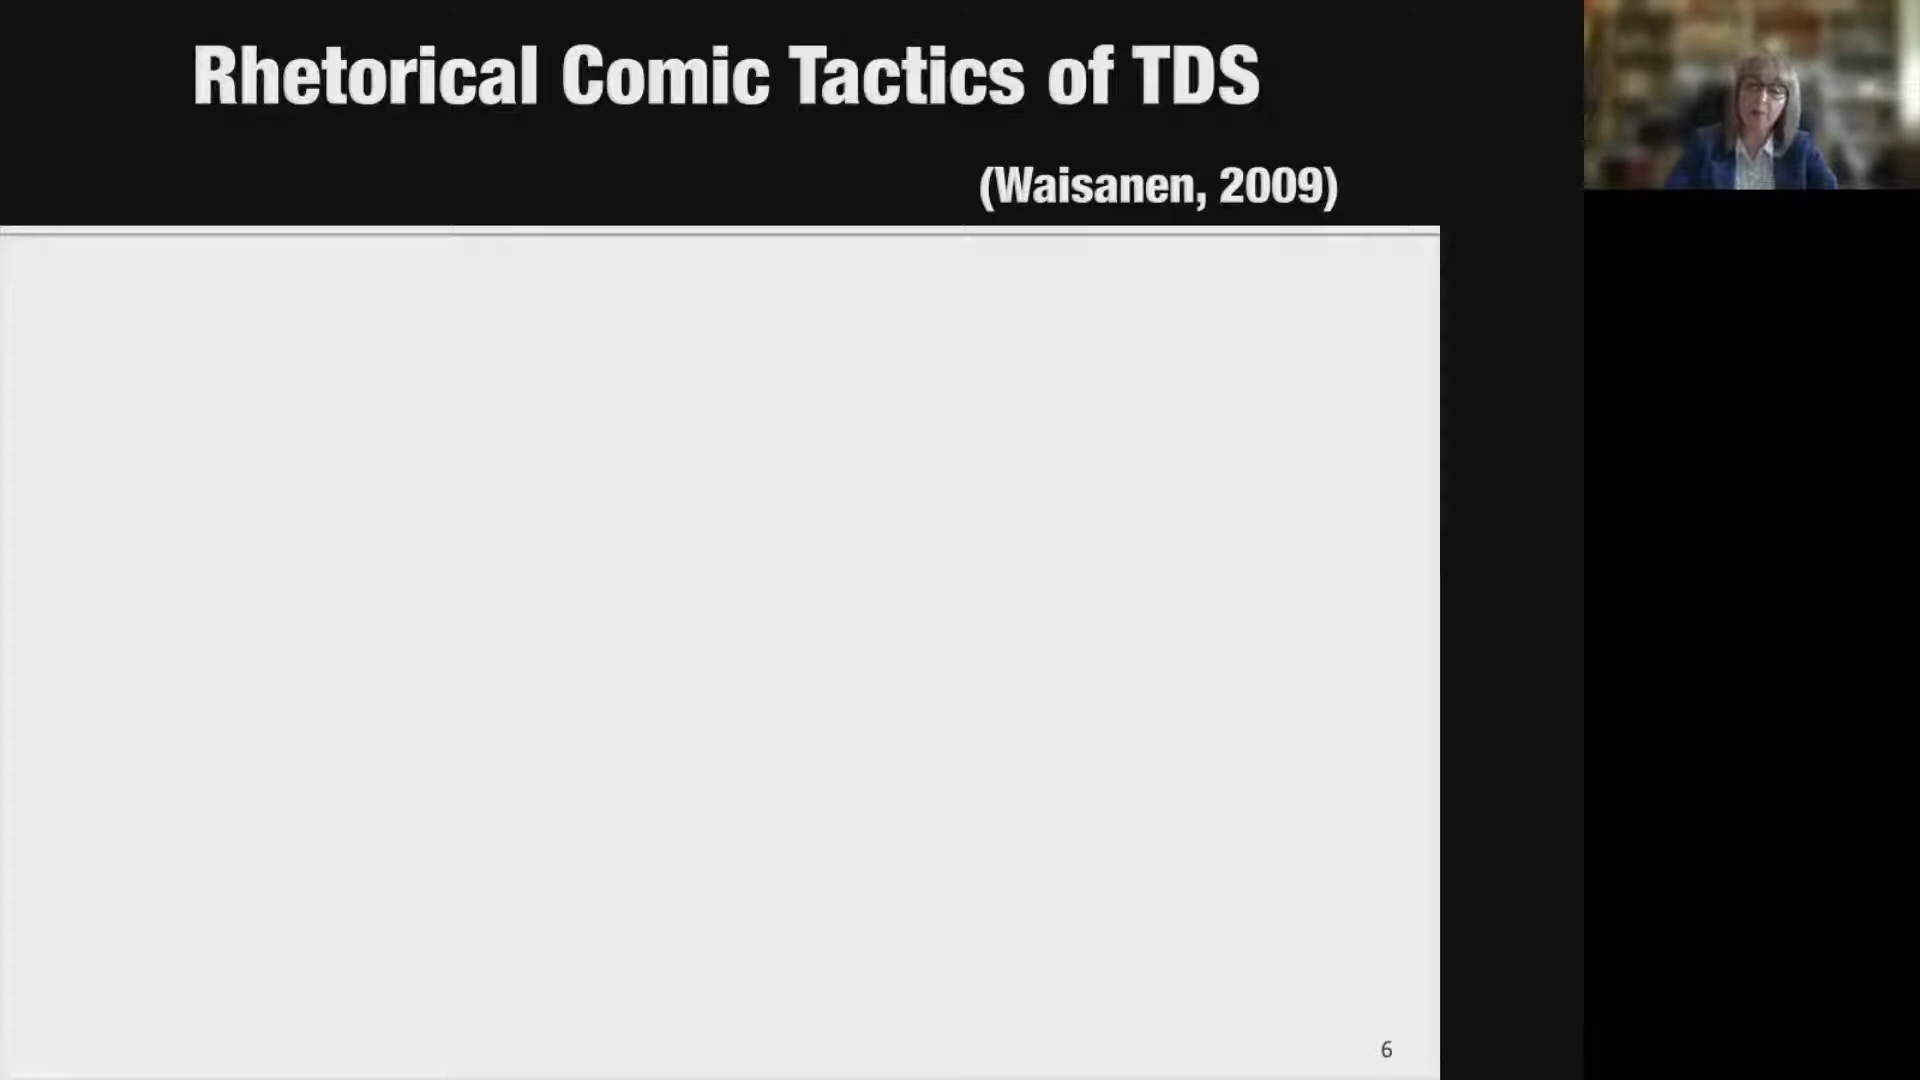 Rhetorical Comic Tactics of TDS
(Waisanen, 2009)
6